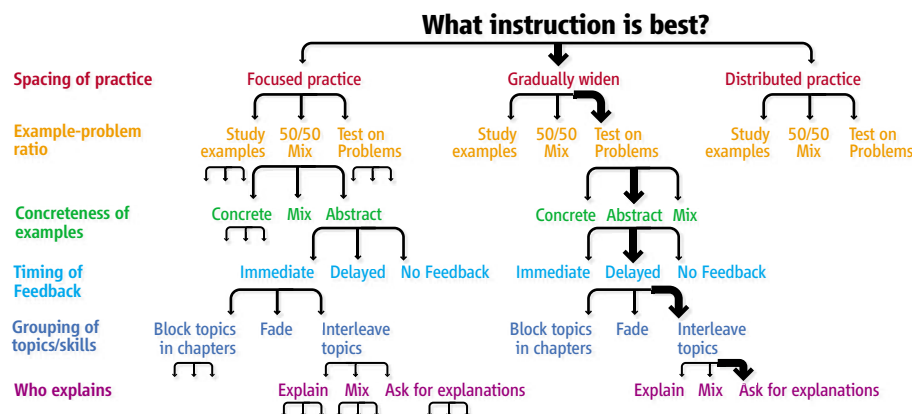 What instruction is best?
Spacing of practice Focused practice Gradually widen Distributed practice
Example-problem Study 50/50 Test on Study 50/50 Test on Study 50/50 Test on
ratio examples Mix Problems examples Mix Problems examples Mix Problems
Concreteness of Concrete Mix Abstract Concrete Abstract Mix
examples
Timing of Immediate Delayed No Feedback Immediate Delayed No Feedback
Feedback
Grouping of Block topics Fade Interleave Block topics Fade Interleave
topics/skills in chapters topics in chapters topics
Who explains Explain Mix Ask for explanations Explain Mix Ask for explanations